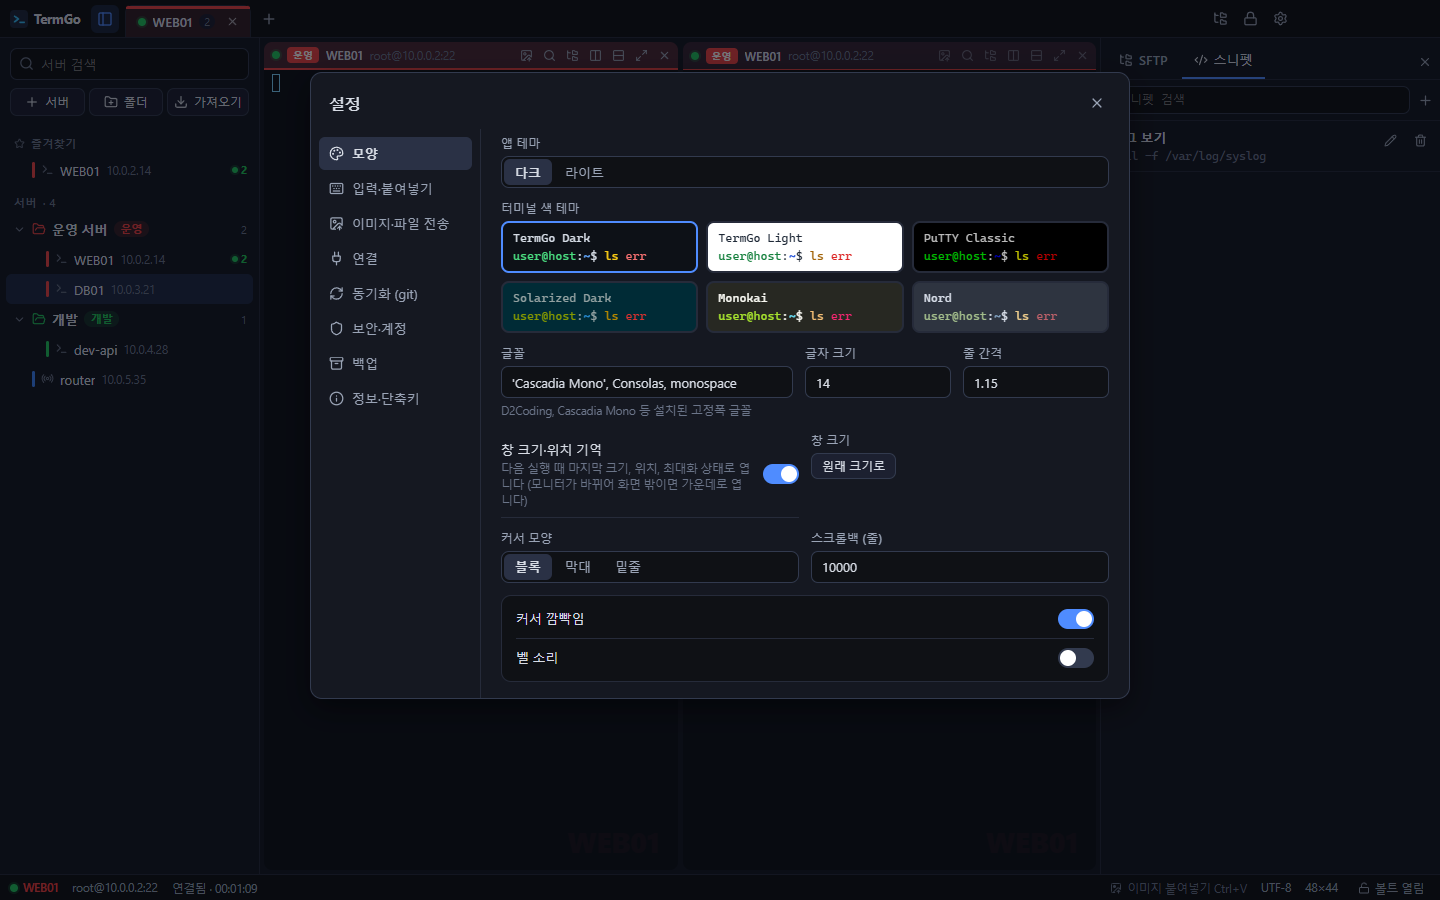 TermGo
WEB01 2
서버 검색
서버
폴더
가져오기
즐겨찾기
WEB01 10.0.2.14 2
서버 · 4
운영 서버 운영 2
WEB01 10.0.2.14 2
DB01 10.0.3.21
개발 개발 1
dev-api 10.0.4.28
router 10.0.5.35
운영 WEB01 root@10.0.0.2:22
운영 WEB01 root@10.0.0.2:22
SFTP
스니펫
검색
보기
-f /var/log/syslog
설정
모양
입력·붙여넣기
이미지·파일 전송
연결
동기화 (git)
보안·계정
백업
정보·단축키
앱 테마
다크 라이트
터미널 색 테마
TermGo Dark
user@host:~$ ls err
TermGo Light
user@host:~$ ls err
PuTTY Classic
user@host:~$ ls err
Solarized Dark
user@host:~$ ls err
Monokai
user@host:~$ ls err
Nord
user@host:~$ ls err
글꼴
'Cascadia Mono', Consolas, monospace
D2Coding, Cascadia Mono 등 설치된 고정폭 글꼴
글자 크기
14
줄 간격
1.15
창 크기·위치 기억
다음 실행 때 마지막 크기, 위치, 최대화 상태로 엽
니다 (모니터가 바뀌어 화면 밖이면 가운데로 엽
니다)
창 크기
원래 크기로
커서 모양
블록 막대 밑줄
스크롤백 (줄)
10000
커서 깜빡임
벨 소리
WEB01
WEB01
WEB01 root@10.0.0.2:22 연결됨 · 00:01:09
이미지 붙여넣기 Ctrl+V UTF-8 48×44 볼트 열림